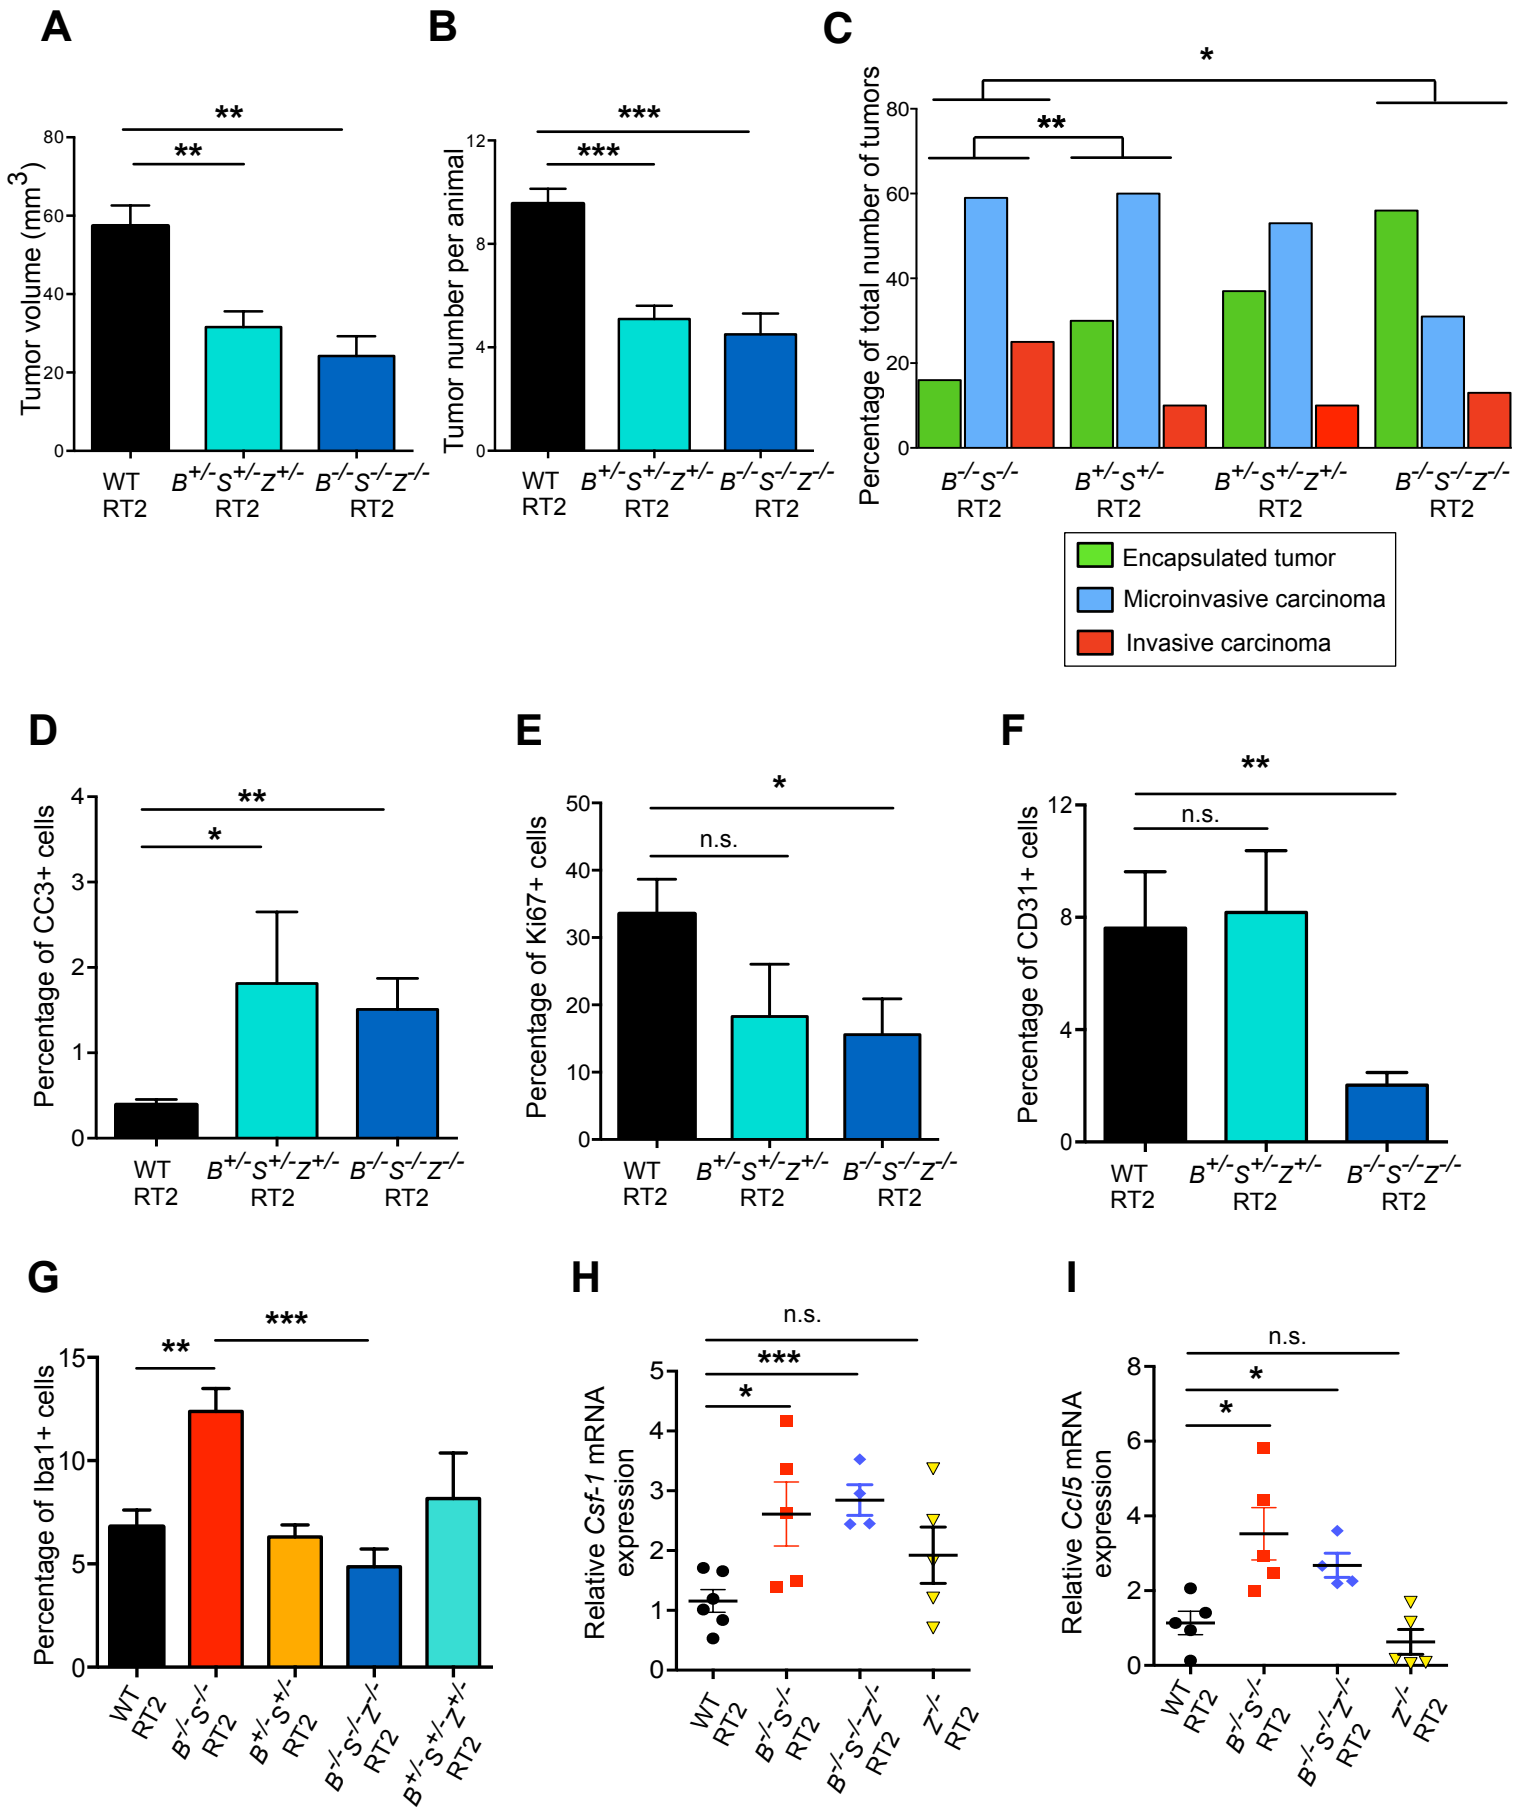 A
Tumor volume (mm3)
80
60
40
20
0
**
**
WT
RT2
B+/-S+/-Z+/-
RT2
B-/-S-/-Z-/-
RT2
B
Tumor number per animal
12
8
4
0
***
***
WT
RT2
B+/-S+/-Z+/-
RT2
B-/-S-/-Z-/-
RT2
C
Percentage of total number of tumors
80
60
40
20
0
*
**
B-/-S-/-
RT2
B+/-S+/-
RT2
B+/-S+/-Z+/-
RT2
B-/-S-/-Z-/-
RT2
Encapsulated tumor
Microinvasive carcinoma
Invasive carcinoma
D
Percentage of CC3+ cells
4
3
2
1
0
**
*
WT
RT2
B+/-S+/-Z+/-
RT2
B-/-S-/-Z-/-
RT2
E
Percentage of Ki67+ cells
50
40
30
20
10
0
*
n.s.
WT
RT2
B+/-S+/-Z+/-
RT2
B-/-S-/-Z-/-
RT2
F
Percentage of CD31+ cells
12
8
4
0
**
n.s.
WT
RT2
B+/-S+/-Z+/-
RT2
B-/-S-/-Z-/-
RT2
G
Percentage of Iba1+ cells
15
10
5
0
***
**
WT
RT2
B-/-S-/-
RT2
B+/-S+/-
RT2
B-/-S-/-Z-/-
RT2
B+/-S+/-Z+/-
RT2
H
Relative Csf-1 mRNA
expression
5
4
3
2
1
0
n.s.
***
*
WT
RT2
B-/-S-/-
RT2
B-/-S-/-Z-/-
RT2
Z-/-
RT2
I
Relative Ccl5 mRNA
expression
8
6
4
2
0
n.s.
*
*
WT
RT2
B-/-S-/-
RT2
B-/-S-/-Z-/-
RT2
Z-/-
RT2